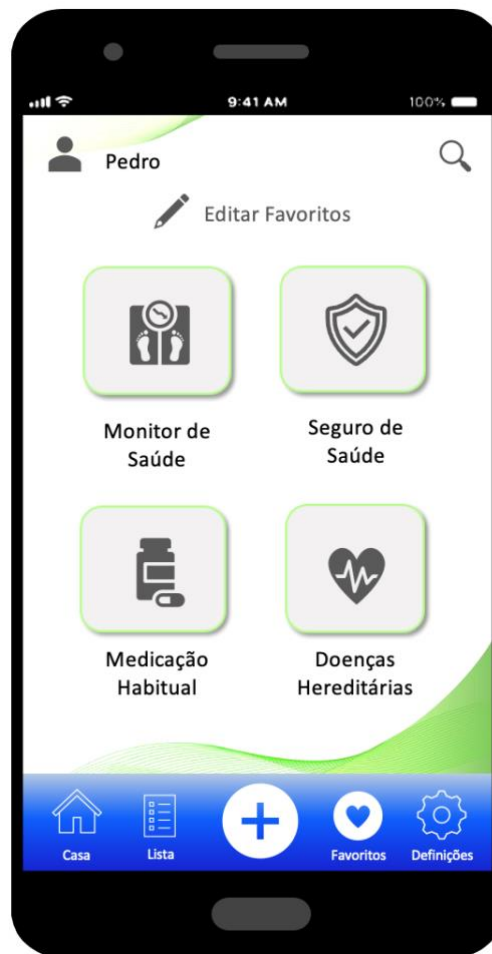 9:41 AM
100%
Pedro
Editar Favoritos
Monitor de
Saúde
Seguro de
Saúde
Medicação
Habitual
Doenças
Hereditárias
Casa
Lista
Favoritos
Definições